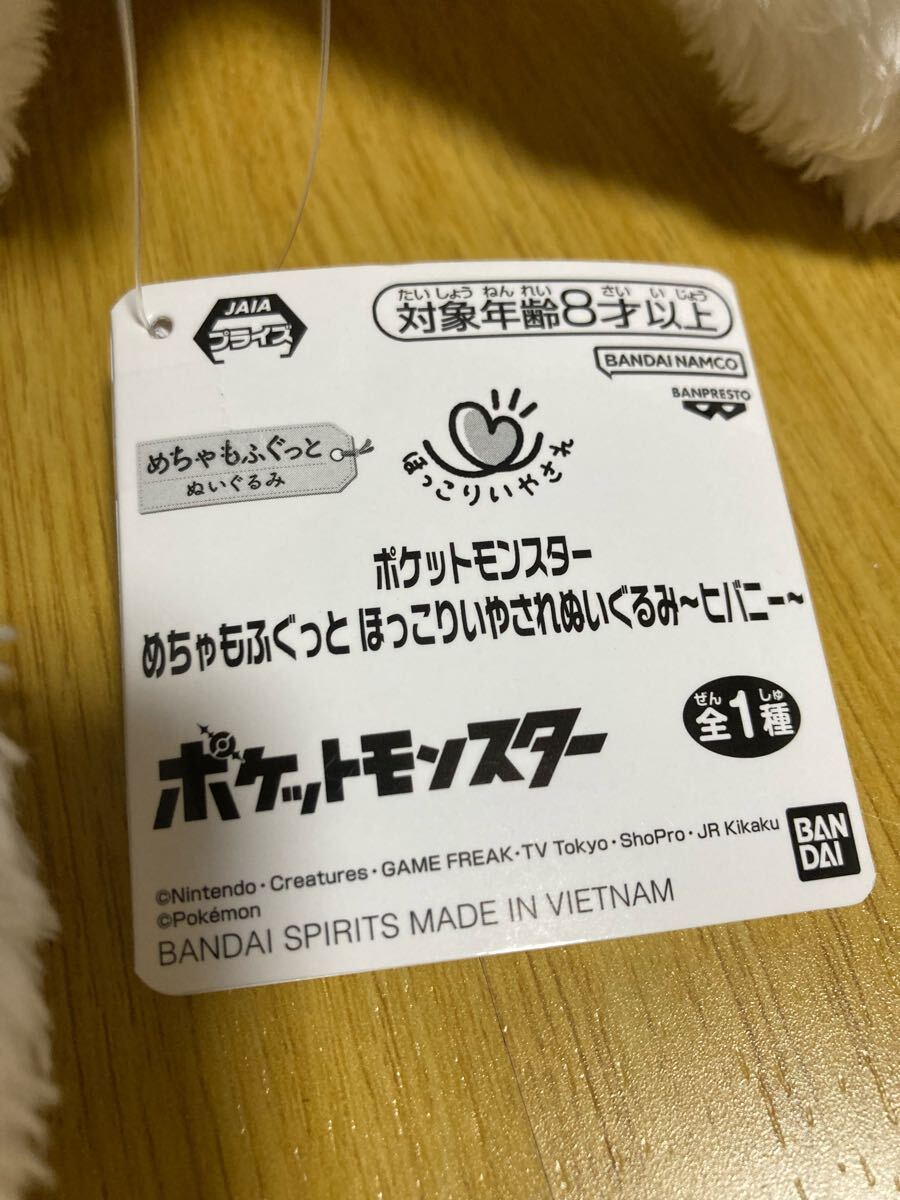 JAIA
プライズ
たいしょうねんれい さいいじょう
対象年齢8才以上
BANDAI NAMCO
BANPRESTO
めちゃもふぐっと
ぬいぐるみ
ほっこりいやされ
ポケットモンスター
めちゃもふぐっと ほっこりいやされぬいぐるみ~ヒバニー~
ぜん しゅ
全1種
ポケットモンスター
©Nintendo・Creatures・GAME FREAK・TV Tokyo・ShoPro・JR Kikaku
©Pokémon
BANDAI SPIRITS MADE IN VIETNAM
BAN
DAI